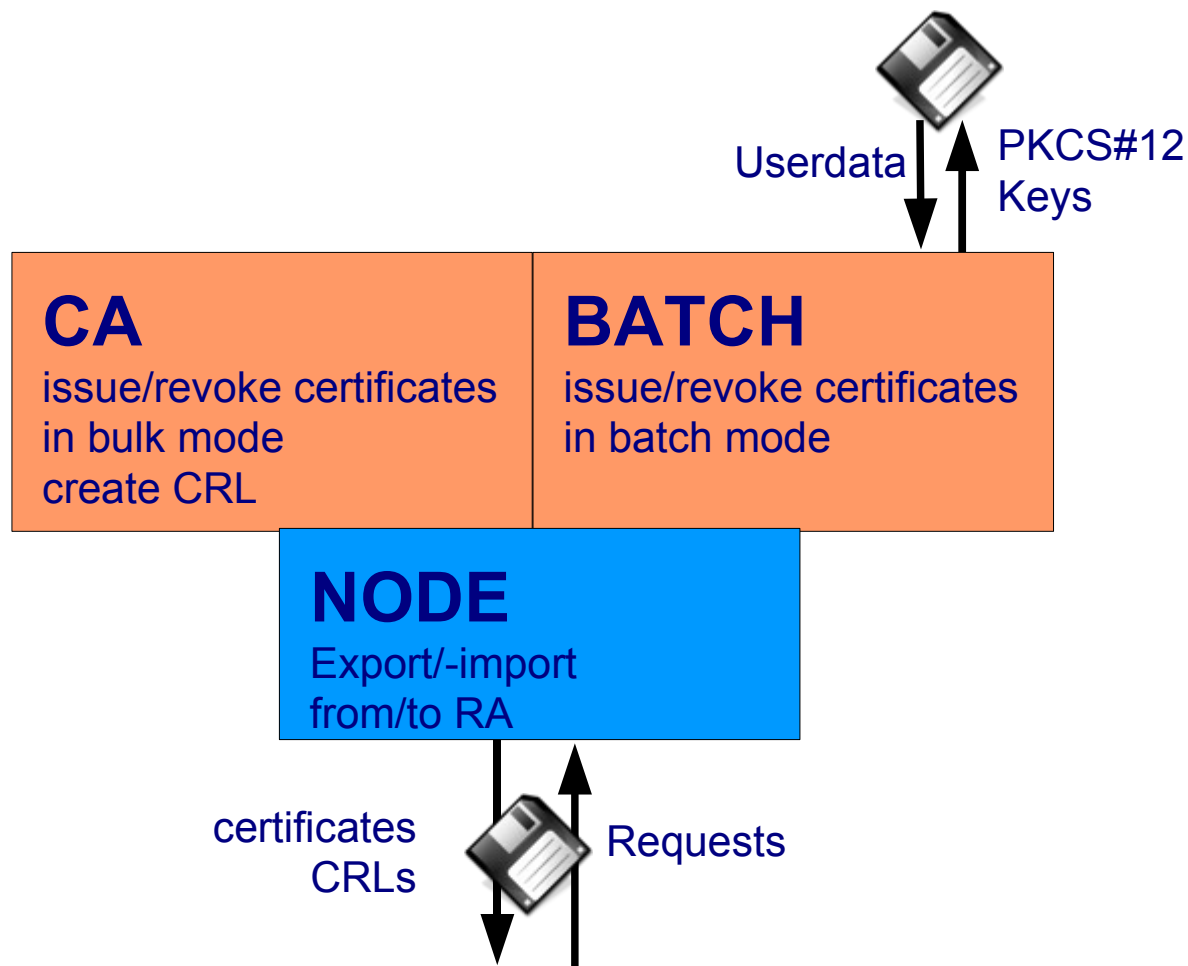 Userdata
PKCS#12
Keys
CA
issue/revoke certificates
in bulk mode
create CRL
BATCH
issue/revoke certificates
in batch mode
NODE
Export/-import
from/to RA
certificates
CRLs
Requests